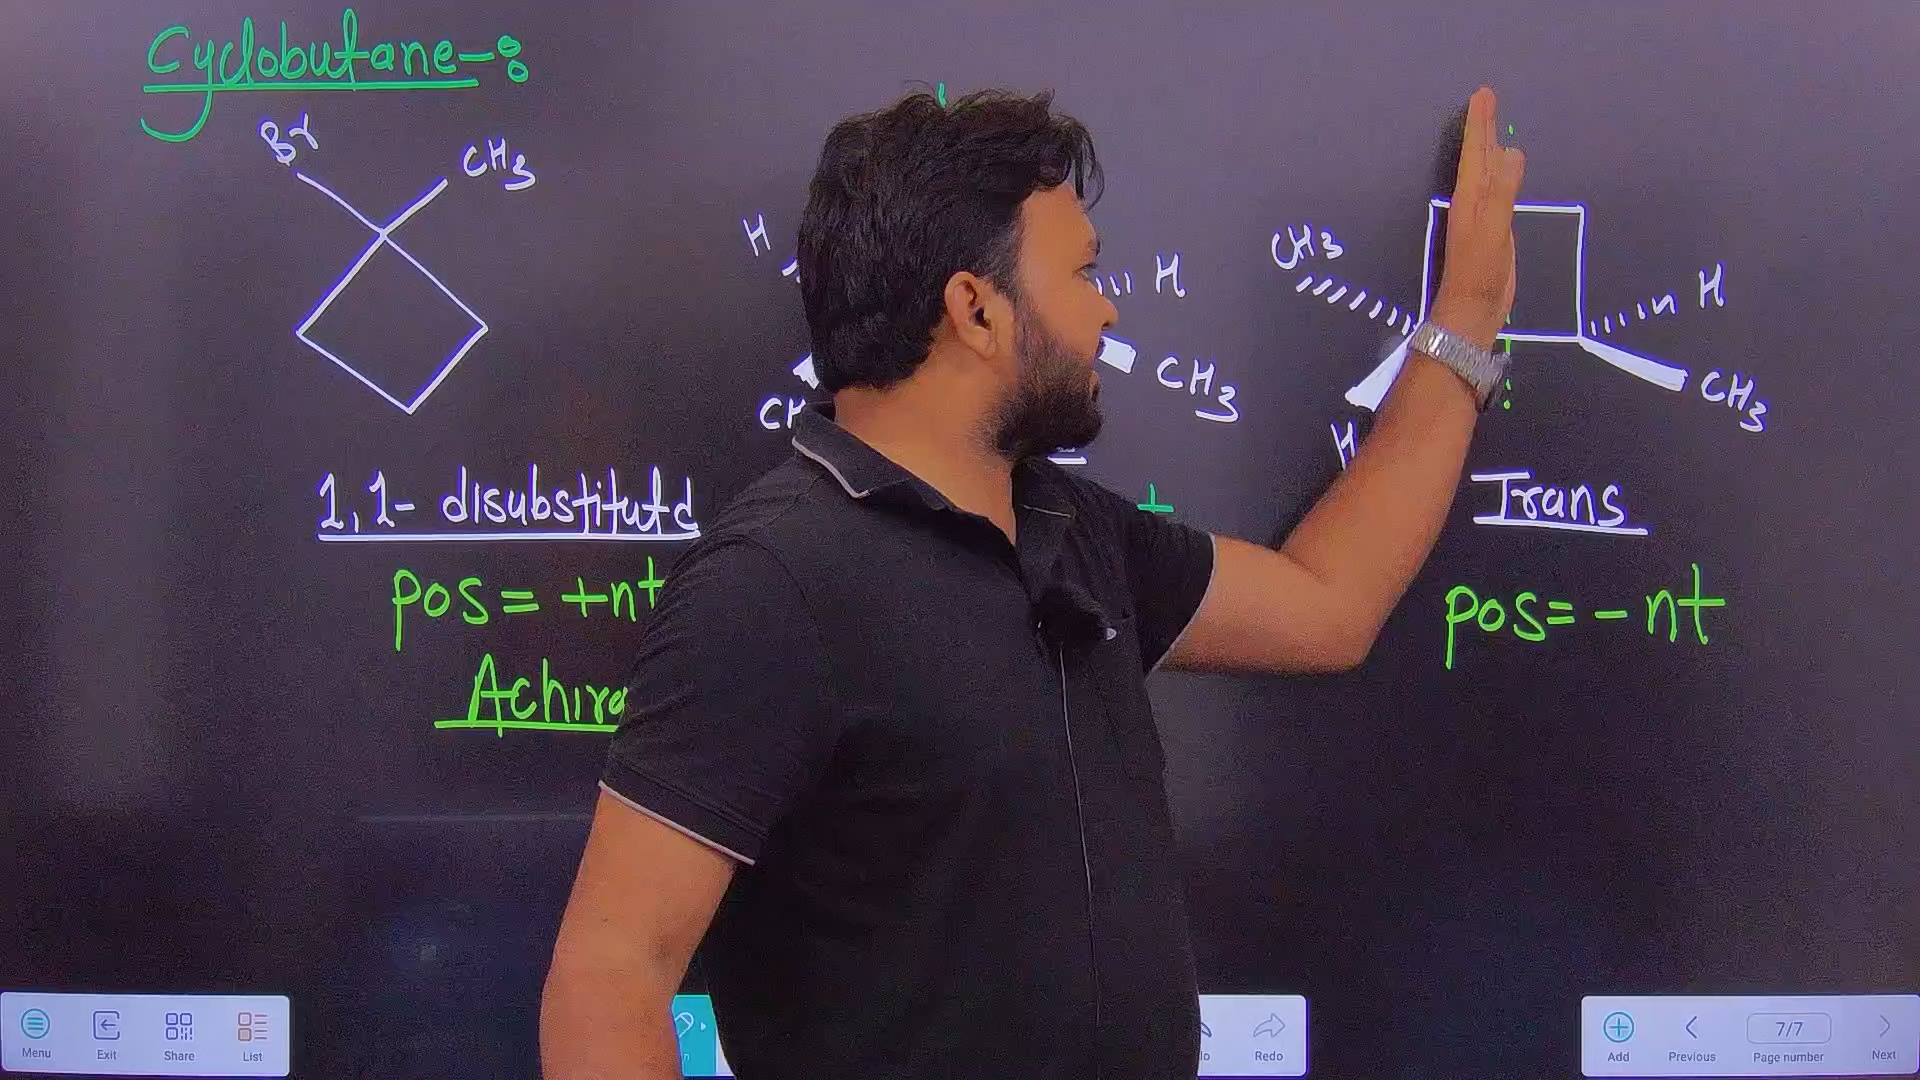 Cyclobutane-:
Br
CH3
H
H
CH3
CH3
H
H
CH3
1,1- disubstitutd
Trans
pos= +nt
pos= -nt
Menu
Exit
Share
List
Redo
Add
Previous
7/7
Page number
Next